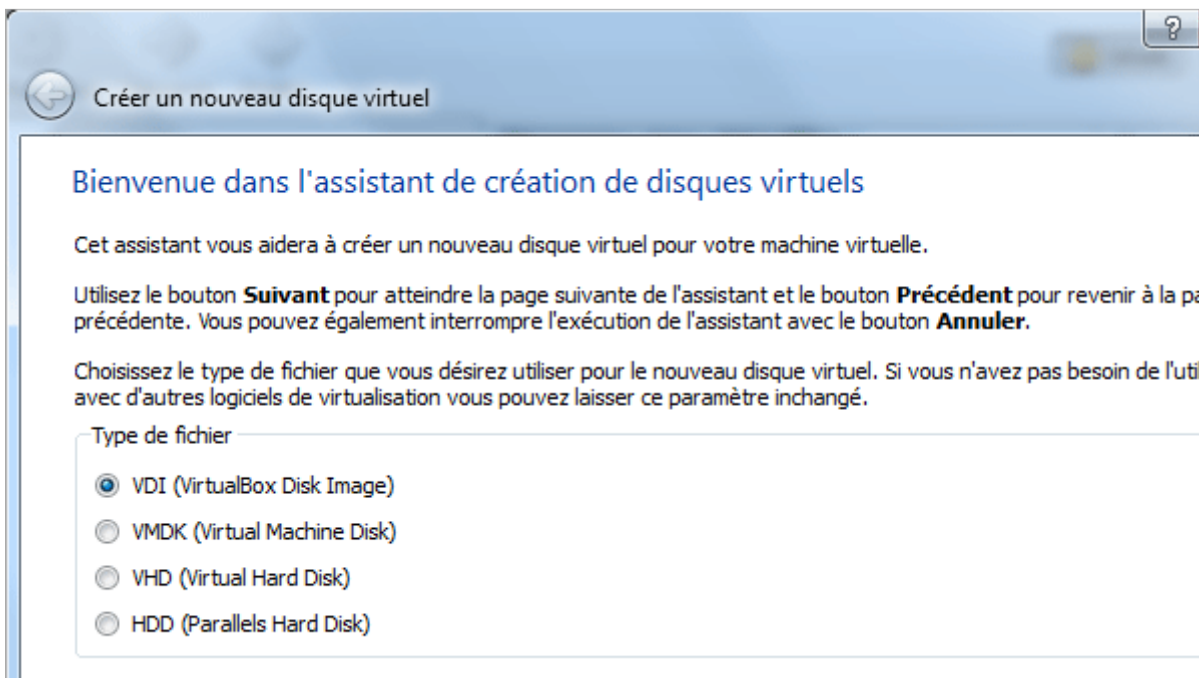 ?
Créer un nouveau disque virtuel
Bienvenue dans l'assistant de création de disques virtuels
Cet assistant vous aidera à créer un nouveau disque virtuel pour votre machine virtuelle.
Utilisez le bouton Suivant pour atteindre la page suivante de l'assistant et le bouton Précédent pour revenir à la pa
précédente. Vous pouvez également interrompre l'exécution de l'assistant avec le bouton Annuler.
Choisissez le type de fichier que vous désirez utiliser pour le nouveau disque virtuel. Si vous n'avez pas besoin de l'util
avec d'autres logiciels de virtualisation vous pouvez laisser ce paramètre inchangé.
Type de fichier
VDI (VirtualBox Disk Image)
VMDK (Virtual Machine Disk)
VHD (Virtual Hard Disk)
HDD (Parallels Hard Disk)